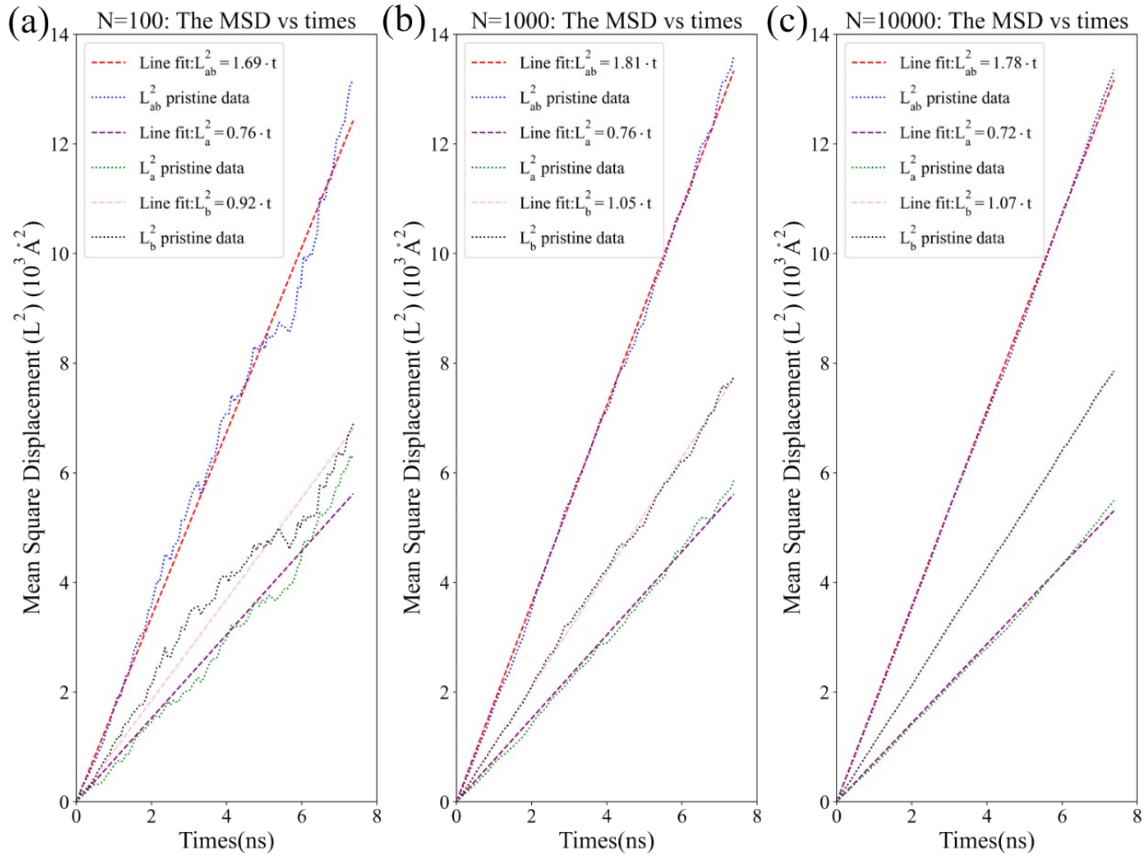 (a) N=100: The MSD vs times
Line fit:L²ab=1.69·t
L²ab pristine data
Line fit:L²a=0.76·t
L²a pristine data
Line fit:L²b=0.92·t
L²b pristine data
Mean Square Displacement (L²) (10³Å²)
14
12
10
8
6
4
2
0
0 2 4 6 8
Times(ns)
(b) N=1000: The MSD vs times
Line fit:L²ab=1.81·t
L²ab pristine data
Line fit:L²a=0.76·t
L²a pristine data
Line fit:L²b=1.05·t
L²b pristine data
Mean Square Displacement (L²) (10³Å²)
14
12
10
8
6
4
2
0
0 2 4 6 8
Times(ns)
(c) N=10000: The MSD vs times
Line fit:L²ab=1.78·t
L²ab pristine data
Line fit:L²a=0.72·t
L²a pristine data
Line fit:L²b=1.07·t
L²b pristine data
Mean Square Displacement (L²) (10³Å²)
14
12
10
8
6
4
2
0
0 2 4 6 8
Times(ns)